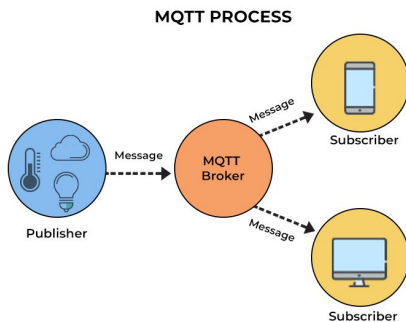 MQTT PROCESS
Message
Subscriber
Message
MQTT
Broker
Publisher
Message
Subscriber